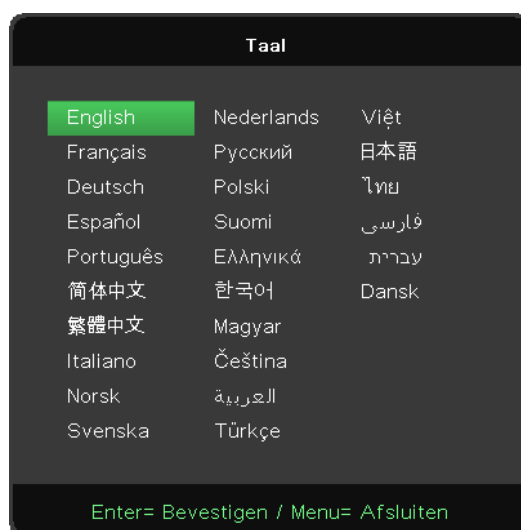 Taal
English Nederlands Việt
Français Русский 日本語
Deutsch Polski ไทย
Español Suomi فارسی
Português Ελληνικά עברית
简体中文 한국어 Dansk
繁體中文 Magyar
Italiano Čeština
Norsk العربية
Svenska Türkçe
Enter= Bevestigen / Menu= Afsluiten